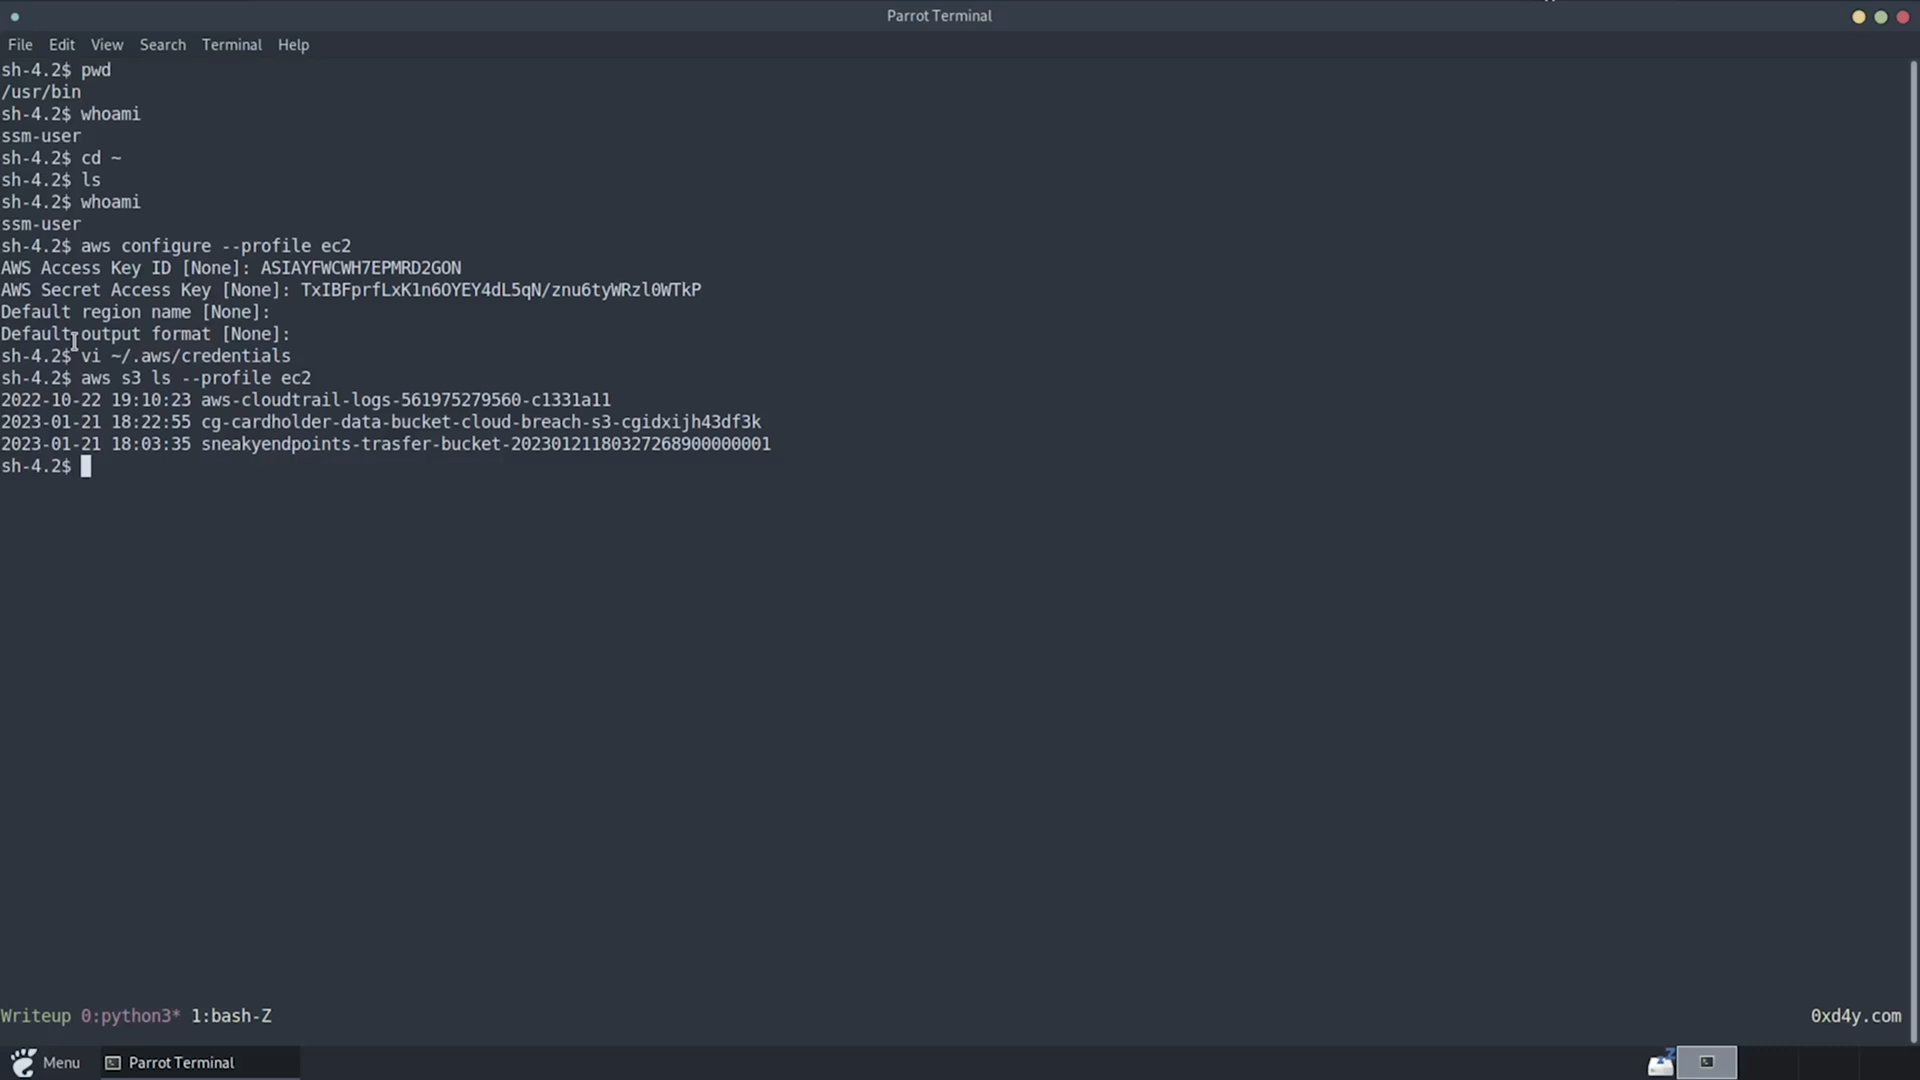 Parrot Terminal
File Edit View Search Terminal Help
sh-4.2$ pwd
/usr/bin
sh-4.2$ whoami
ssm-user
sh-4.2$ cd ~
sh-4.2$ ls
sh-4.2$ whoami
ssm-user
sh-4.2$ aws configure --profile ec2
AWS Access Key ID [None]: ASIAYFWCWH7EPMRD2GON
AWS Secret Access Key [None]: TxIBFprfLxK1n6OYEY4dL5qN/znu6tyWRzl0WTkP
Default region name [None]:
Default output format [None]:
sh-4.2$ vi ~/.aws/credentials
sh-4.2$ aws s3 ls --profile ec2
2022-10-22 19:10:23 aws-cloudtrail-logs-561975279560-c1331a11
2023-01-21 18:22:55 cg-cardholder-data-bucket-cloud-breach-s3-cgidxijh43df3k
2023-01-21 18:03:35 sneakyendpoints-trasfer-bucket-20230121180327268900000001
sh-4.2$
Writeup 0:python3* 1:bash-Z 0xd4y.com
Menu Parrot Terminal